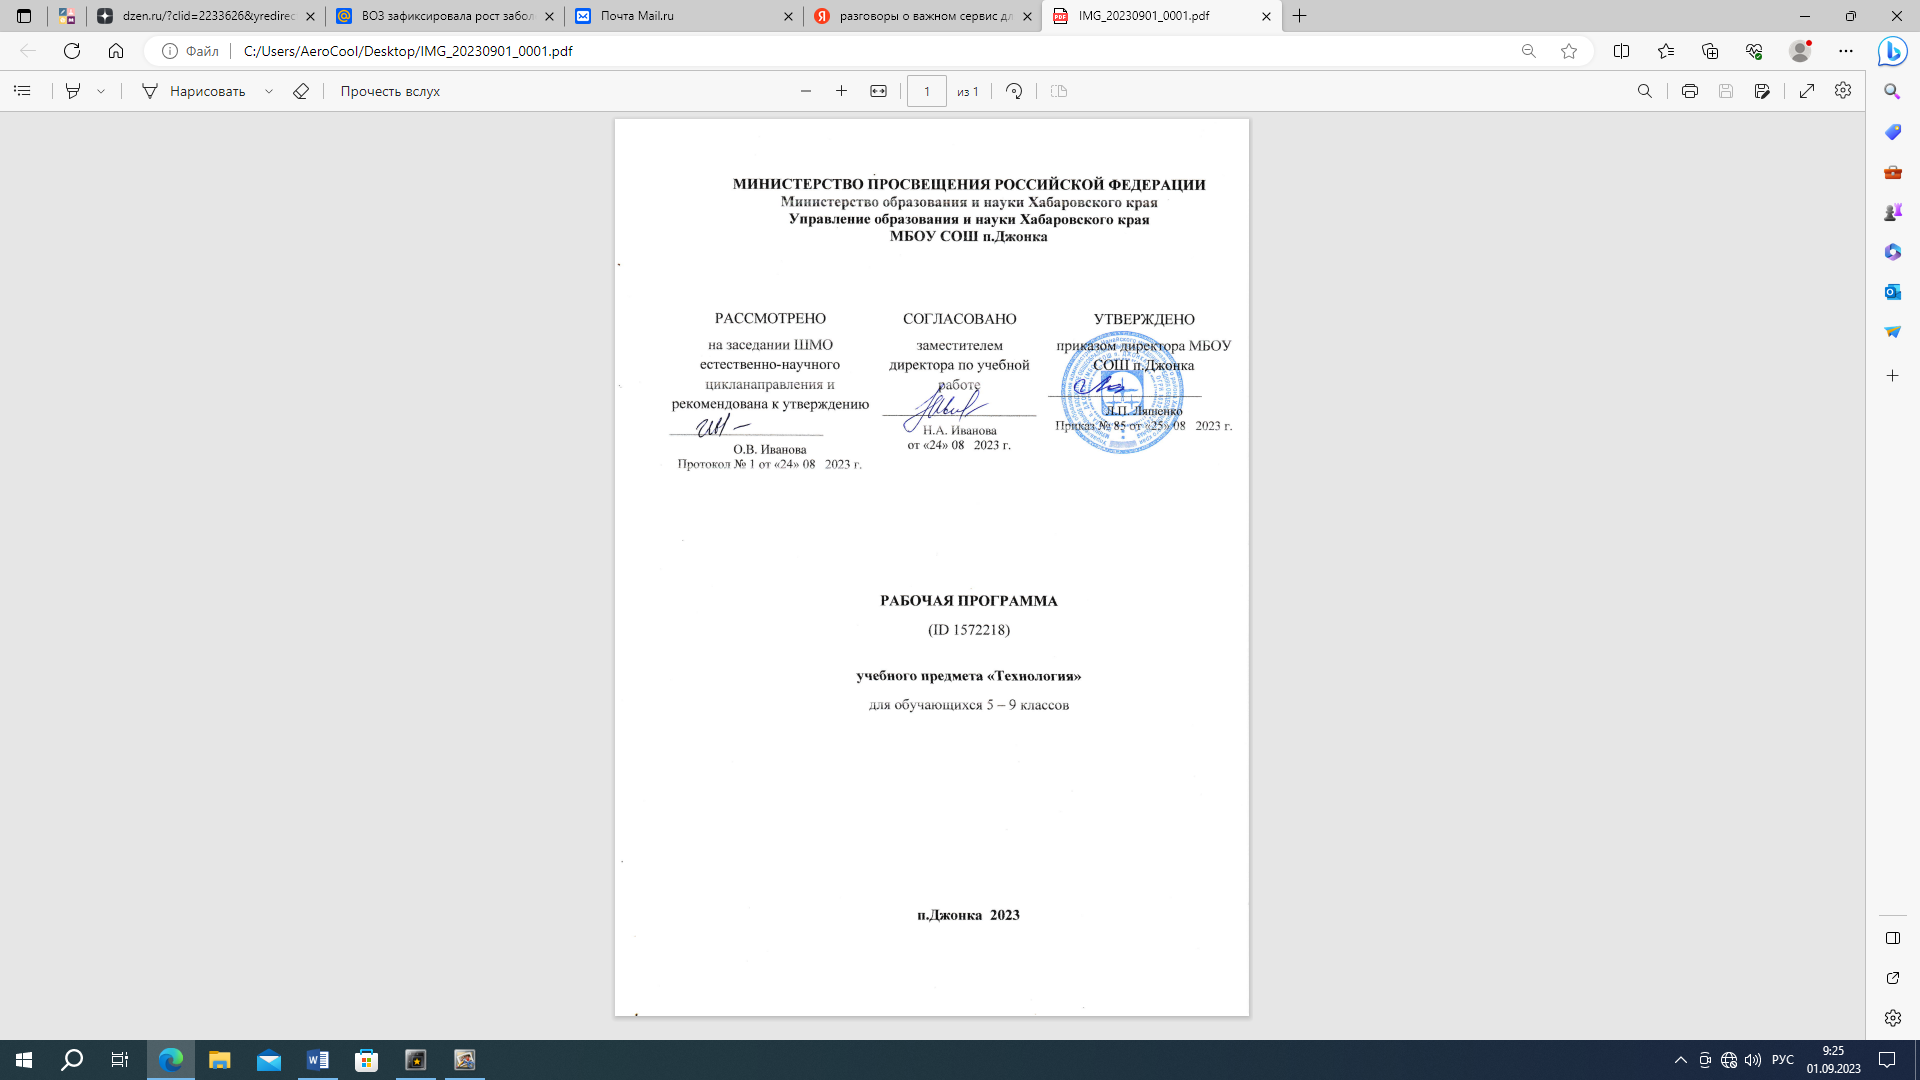 dzen.ru/?clid=2233626&yredirec
ВОЗ зафиксировала рост забол
Почта Mail.ru
разговоры о важном сервис дл
IMG_20230901_0001.pdf
Файл
C:/Users/AeroCool/Desktop/IMG_20230901_0001.pdf
Нарисовать
Прочесть вслух
1
из 1
МИНИСТЕРСТВО ПРОСВЕЩЕНИЯ РОССИЙСКОЙ ФЕДЕРАЦИИ
Министерство образования и науки Хабаровского края
Управление образования и науки Хабаровского края
МБОУ СОШ п.Джонка
РАССМОТРЕНО
на заседании ШМО
естественно-научного
цикланаправления и
рекомендована к утверждению
О.В. Иванова
Протокол № 1 от «24» 08 2023 г.
СОГЛАСОВАНО
заместителем
директора по учебной
работе
Н.А. Иванова
от «24» 08 2023 г.
УТВЕРЖДЕНО
приказом директора МБОУ
СОШ п.Джонка
Л.П. Ляшенко
Приказ № 85 от «25» 08 2023 г.
РАБОЧАЯ ПРОГРАММА
(ID 1572218)
учебного предмета «Технология»
для обучающихся 5 – 9 классов
п.Джонка 2023
РУС
9:25
01.09.2023